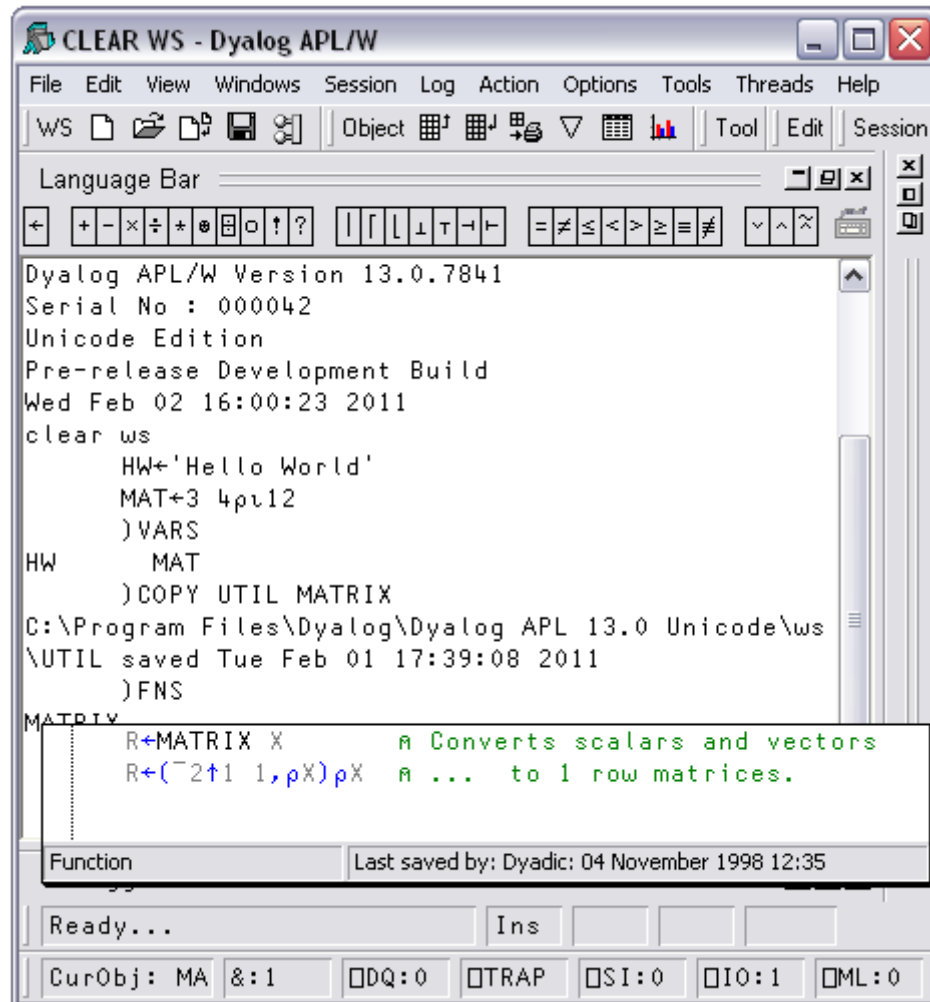 CLEAR WS - Dyalog APL/W
File Edit View Windows Session Log Action Options Tools Threads Help
WS Object Tool Edit Session
Language Bar
← + - × ÷ * ⍟ ⌹ ○ ! ? | ⌈ ⌊ ⊥ ⊤ ⊣ ⊢ = ≠ ≤ < > ≥ ≡ ≢ ∨ ∧ ⍲
Dyalog APL/W Version 13.0.7841
Serial No : 000042
Unicode Edition
Pre-release Development Build
Wed Feb 02 16:00:23 2011
clear ws
HW←'Hello World'
MAT←3 4⍴⍳12
)VARS
HW MAT
)COPY UTIL MATRIX
C:\Program Files\Dyalog\Dyalog APL 13.0 Unicode\ws
\UTIL saved Tue Feb 01 17:39:08 2011
)FNS
MATRIX
R←MATRIX X ⍝ Converts scalars and vectors
R←(¯2↑1 1,⍴X)⍴X ⍝ ... to 1 row matrices.
Function Last saved by: Dyadic: 04 November 1998 12:35
Ready... Ins
CurObj: MA &:1 ⎕DQ:0 ⎕TRAP ⎕SI:0 ⎕IO:1 ⎕ML:0